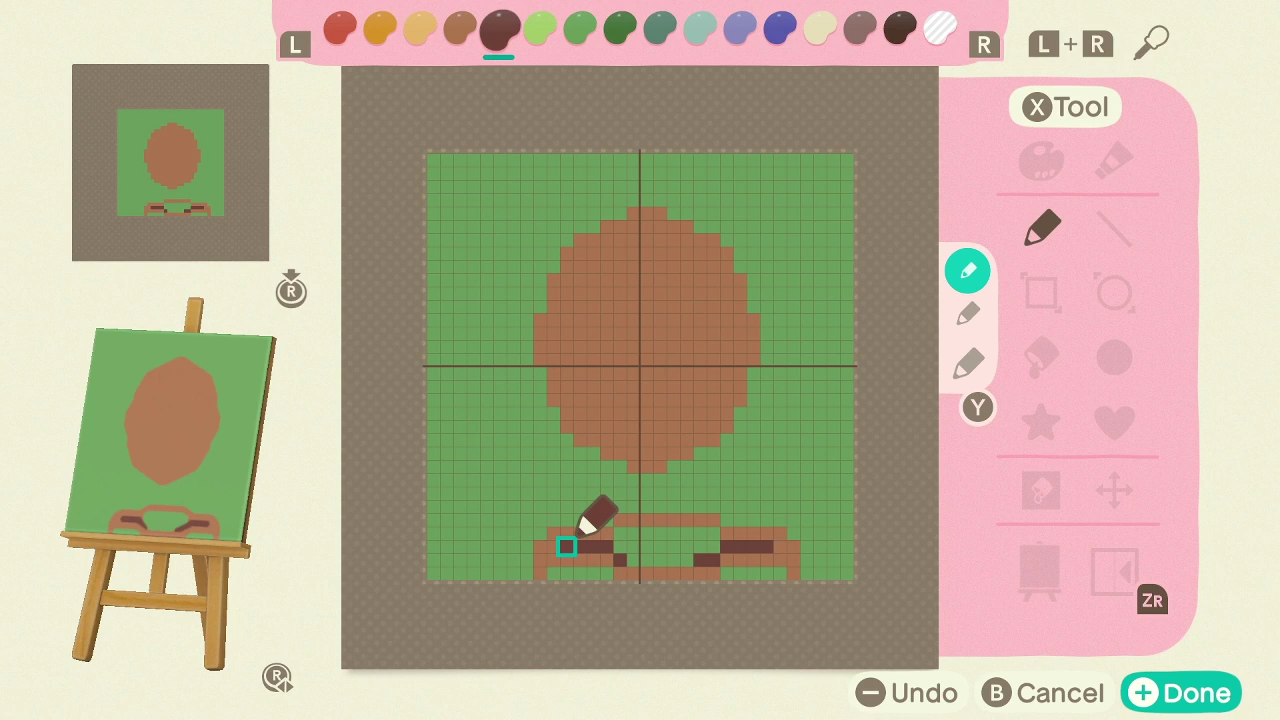 L
R
L + R
X Tool
R
Y
ZR
R
− Undo
B Cancel
+ Done